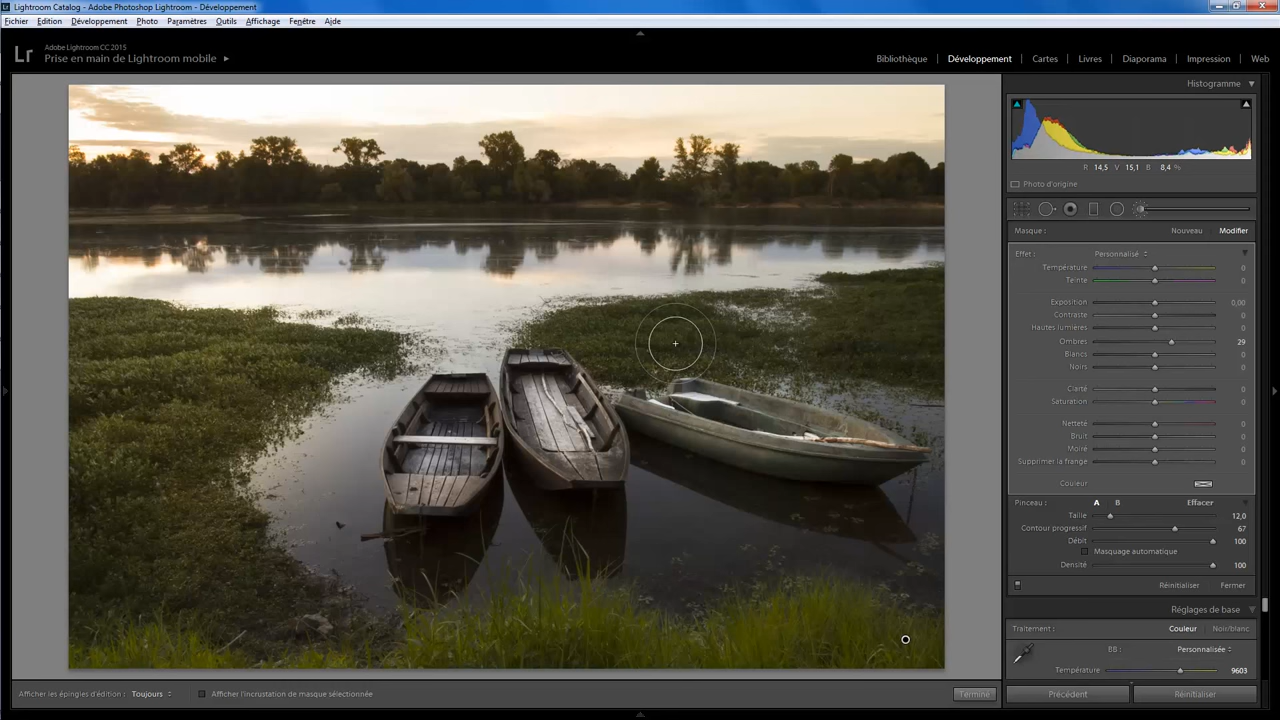 Lightroom Catalog - Adobe Photoshop Lightroom - Développement
Fichier Edition Développement Photo Paramètres Outils Affichage Fenêtre Aide
Lr
Adobe Lightroom CC 2015
Prise en main de Lightroom mobile
Bibliothèque | Développement | Cartes | Livres | Diaporama | Impression | Web
Histogramme
R 14,5 V 15,1 B 8,4 %
Photo d'origine
Masque : Nouveau Modifier
Effet : Personnalisé
Température 0
Teinte 0
Exposition 0,00
Contraste 0
Hautes lumières 0
Ombres 29
Blancs 0
Noirs 0
Clarté 0
Saturation 0
Netteté 0
Bruit 0
Moiré 0
Supprimer la frange 0
Couleur
Pinceau : A B Effacer
Taille 12,0
Contour progressif 67
Débit 100
Masquage automatique
Densité 100
Réinitialiser Fermer
Réglages de base
Traitement : Couleur | Noir/blanc
BB : Personnalisée
Température 9603
Afficher les épingles d'édition : Toujours Afficher l'incrustation de masque sélectionnée Terminé
Précédent Réinitialiser